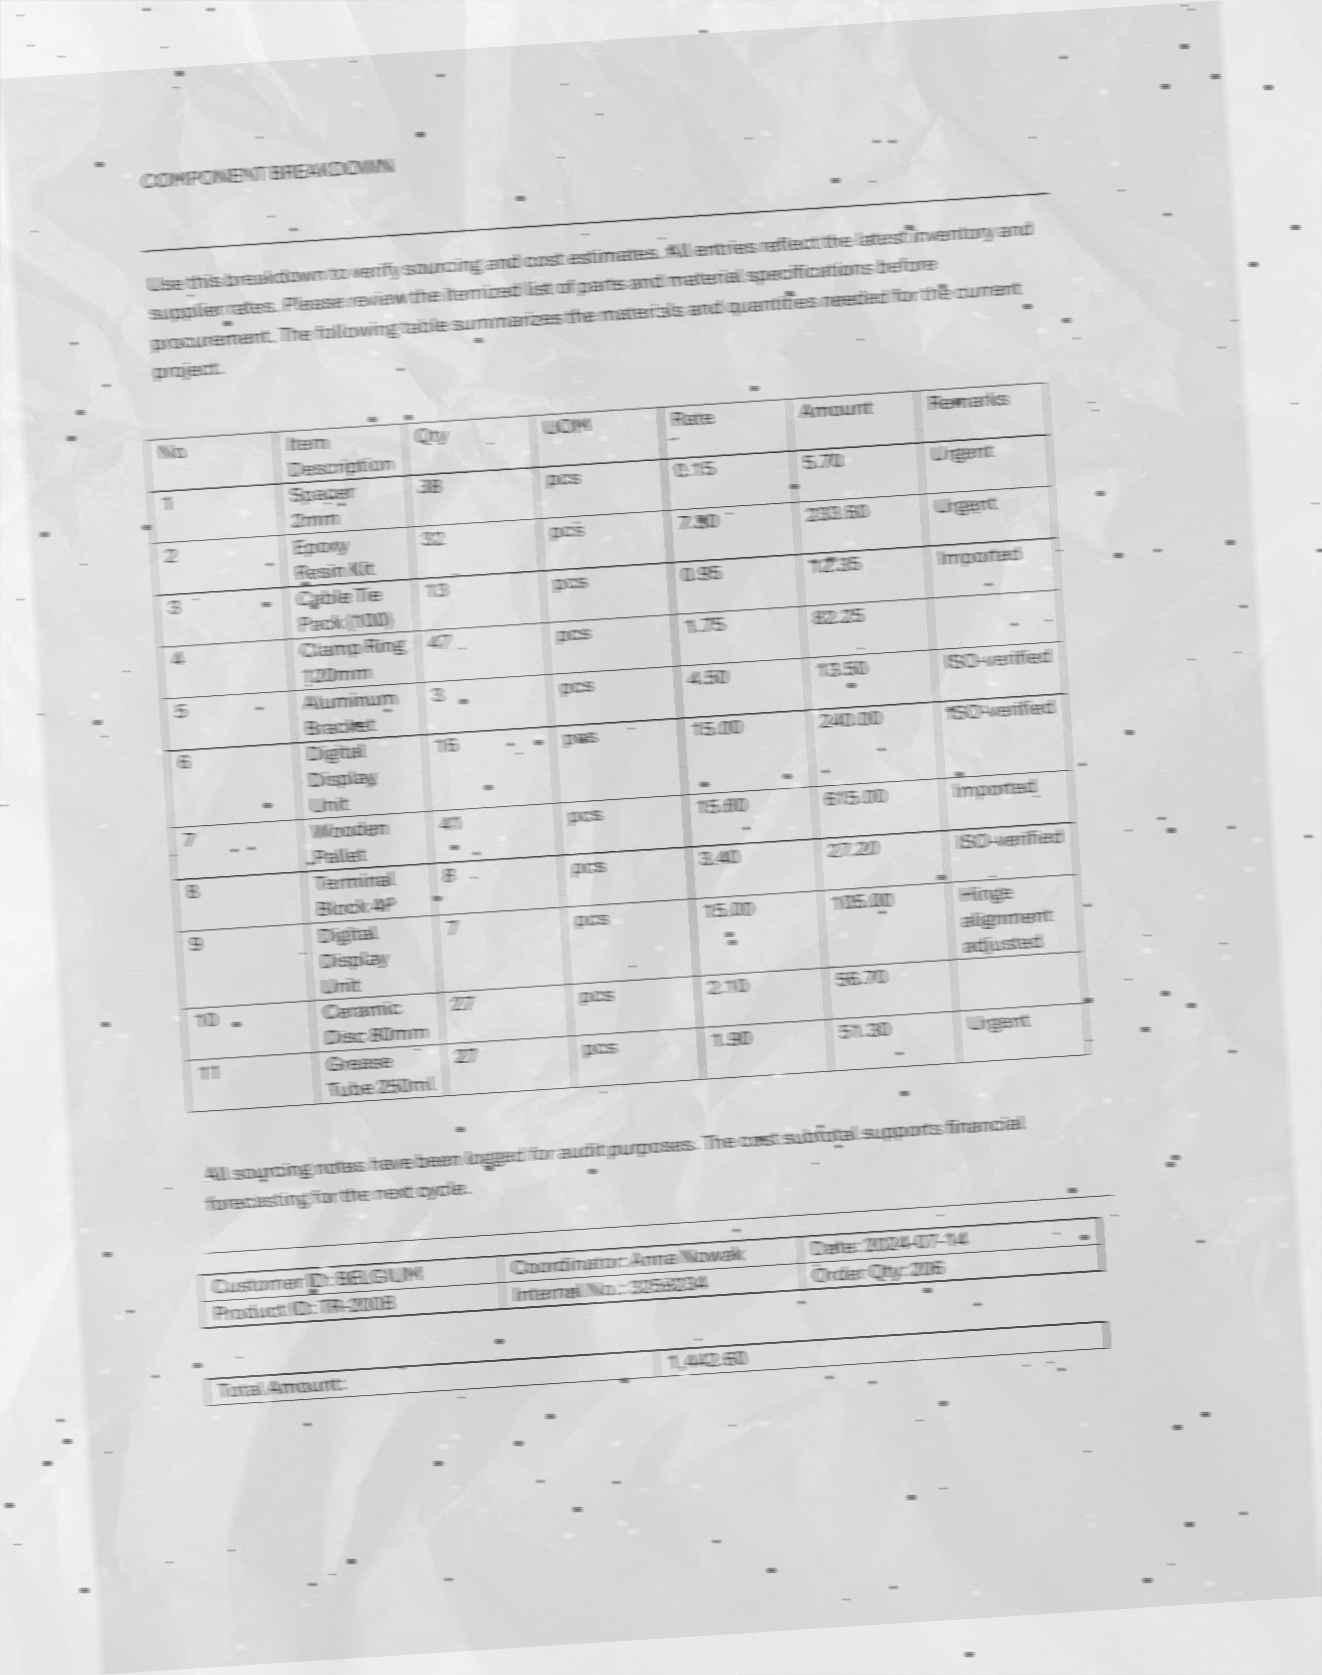 COMPONENT BREAKDOWN
Use this breakdown to verify sourcing and cost estimates. All entries reflect the latest inventory and
supplier rates. Please review the itemized list of parts and material specifications before
procurement. The following table summarizes the materials and quantities needed for the current
project.
No Item Description Qty UOM Rate Amount Remarks
1 Spacer 2mm 38 pcs 0.15 5.70 Urgent
2 Epoxy Resin Kit 32 pcs 7.30 233.60 Urgent
3 Cable Tie Pack (100) 13 pcs 0.95 12.35 Imported
4 Clamp Ring 120mm 47 pcs 1.75 82.25
5 Aluminum Bracket 3 pcs 4.50 13.50 ISO-verified
6 Digital Display Unit 16 pcs 15.00 240.00 ISO-verified
7 Wooden Pallet 41 pcs 615.00 Imported
8 Terminal Block 4P 8 pcs 3.40 27.20 ISO-verified
9 Digital Display Unit 7 pcs 15.00 105.00 Hinge alignment adjusted
10 Ceramic Disc 80mm 27 pcs 2.10 56.70
11 Grease Tube 250ml 27 pcs 1.90 51.30 Urgent
All sourcing notes have been logged for audit purposes. The cost subtotal supports financial
forecasting for the next cycle.
Customer ID: BELGIUM Coordinator: Anna Nowak Date: 2024-07-14
Product ID: Internal No.: Order Qty:
Total Amount: 1,442.60